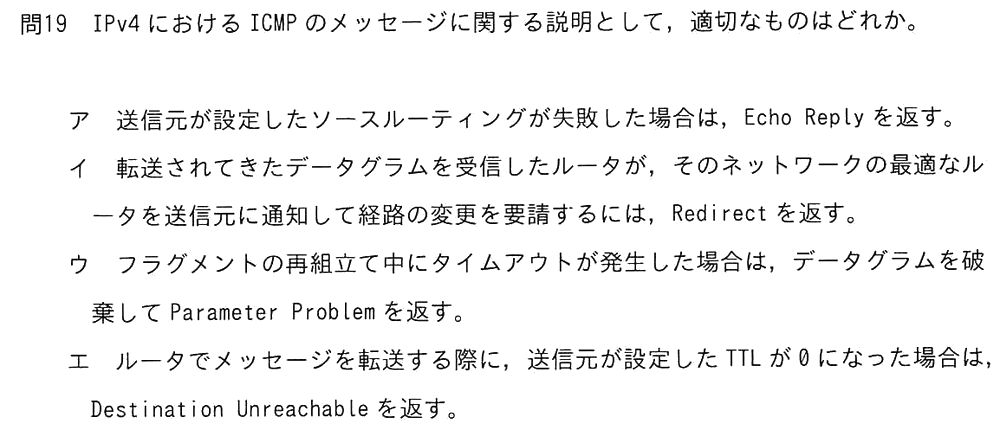 問19 IPv4 における ICMP のメッセージに関する説明として，適切なものはどれか。
ア 送信元が設定したソースルーティングが失敗した場合は，Echo Reply を返す。
イ 転送されてきたデータグラムを受信したルータが，そのネットワークの最適なル
ータを送信元に通知して経路の変更を要請するには，Redirect を返す。
ウ フラグメントの再組立て中にタイムアウトが発生した場合は，データグラムを破
棄して Parameter Problem を返す。
エ ルータでメッセージを転送する際に，送信元が設定した TTL が 0 になった場合は，
Destination Unreachable を返す。